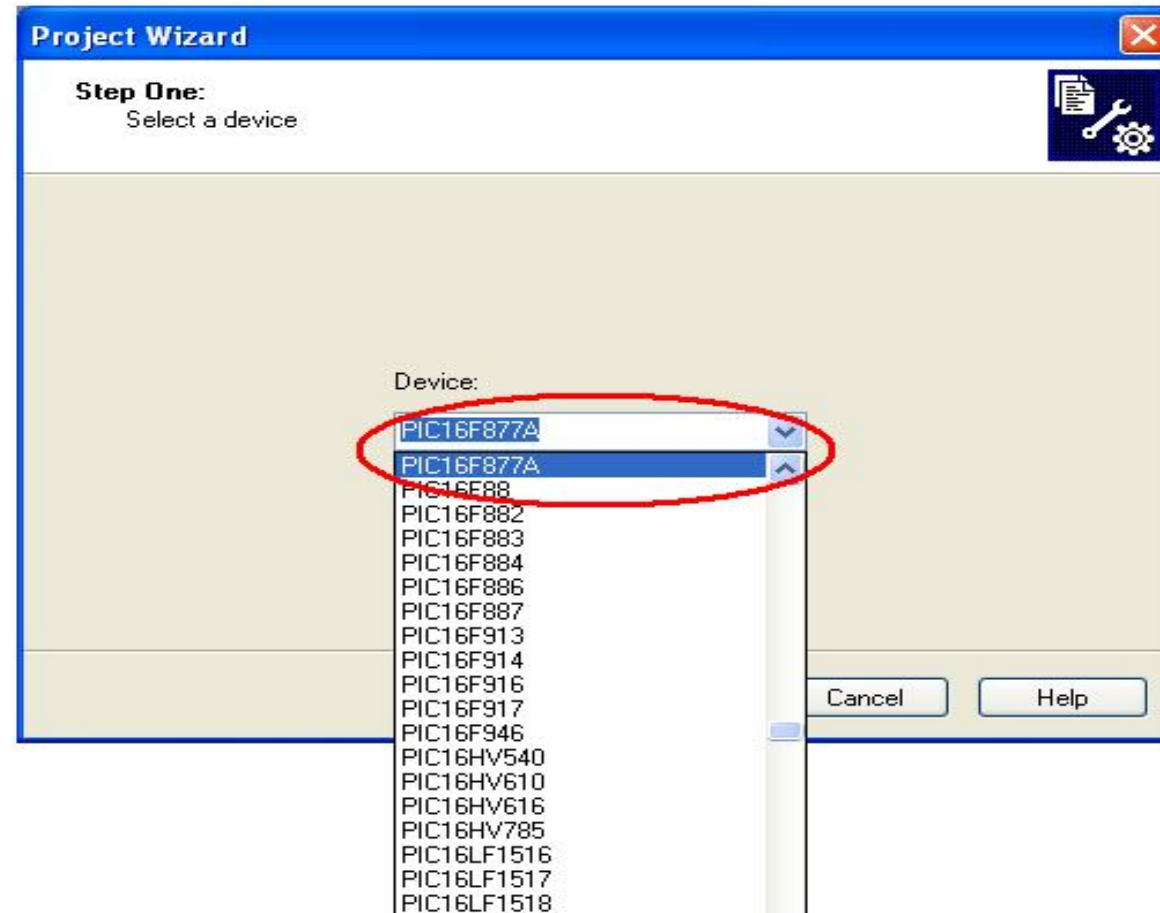 Project Wizard
Step One:
Select a device
Device:
PIC16F877A
PIC16F877A
PIC16F88
PIC16F882
PIC16F883
PIC16F884
PIC16F886
PIC16F887
PIC16F913
PIC16F914
PIC16F916
PIC16F917
PIC16F946
PIC16HV540
PIC16HV610
PIC16HV616
PIC16HV785
PIC16LF1516
PIC16LF1517
PIC16LF1518
Cancel
Help